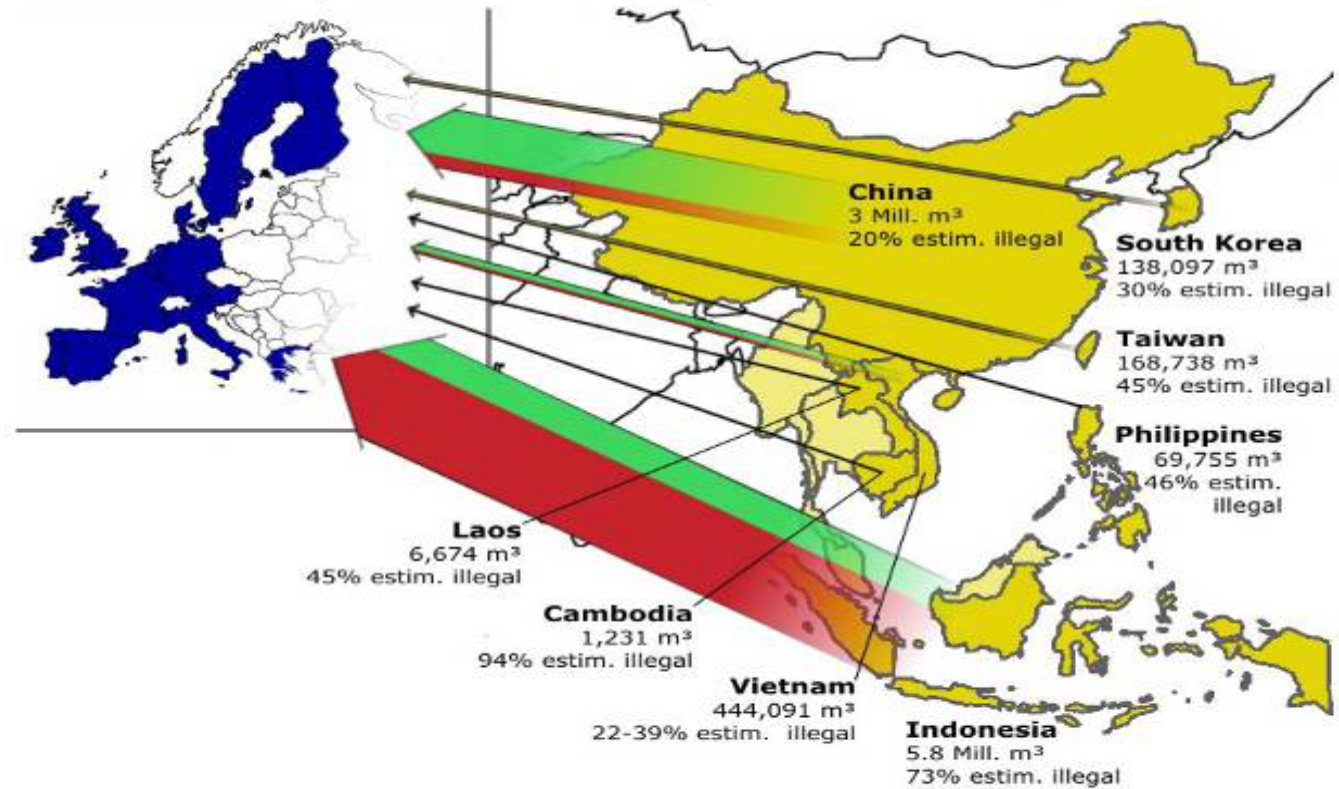 China
3 Mill. m³
20% estim. illegal
South Korea
138,097 m³
30% estim. illegal
Taiwan
168,738 m³
45% estim. illegal
Philippines
69,755 m³
46% estim.
illegal
Laos
6,674 m³
45% estim. illegal
Cambodia
1,231 m³
94% estim. illegal
Vietnam
444,091 m³
22-39% estim. illegal
Indonesia
5.8 Mill. m³
73% estim. illegal